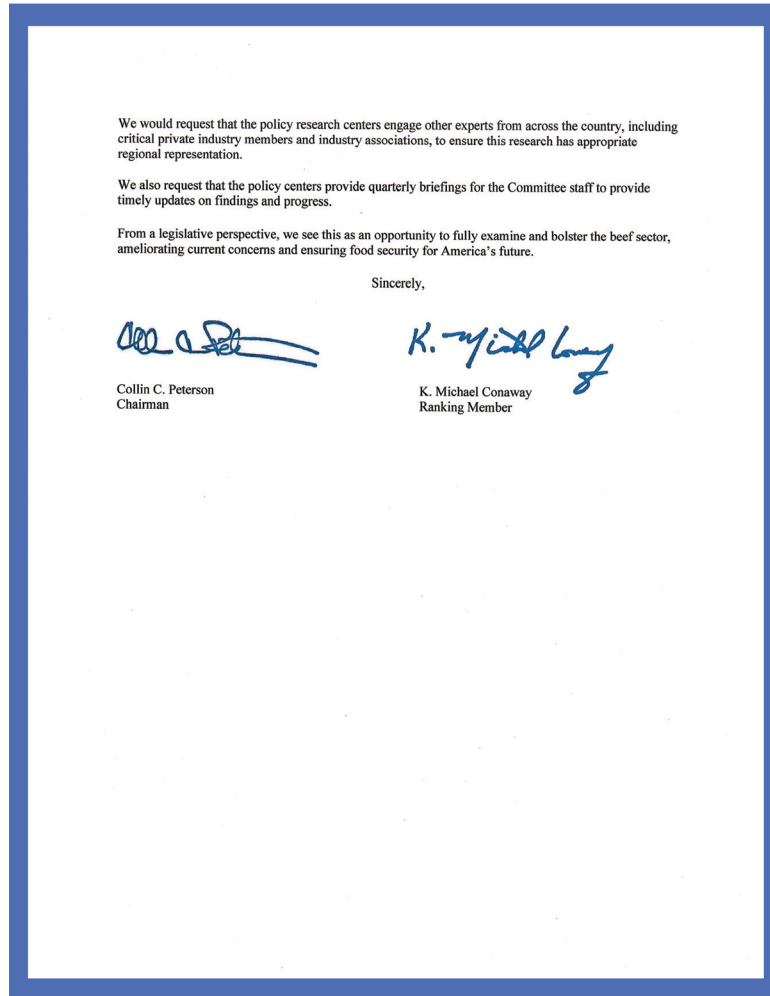 We would request that the policy research centers engage other experts from across the country, including
critical private industry members and industry associations, to ensure this research has appropriate
regional representation.
We also request that the policy centers provide quarterly briefings for the Committee staff to provide
timely updates on findings and progress.
From a legislative perspective, we see this as an opportunity to fully examine and bolster the beef sector,
ameliorating current concerns and ensuring food security for America's future.
Sincerely,
K. Michael Conaway
Collin C. Peterson
Chairman
K. Michael Conaway
Ranking Member